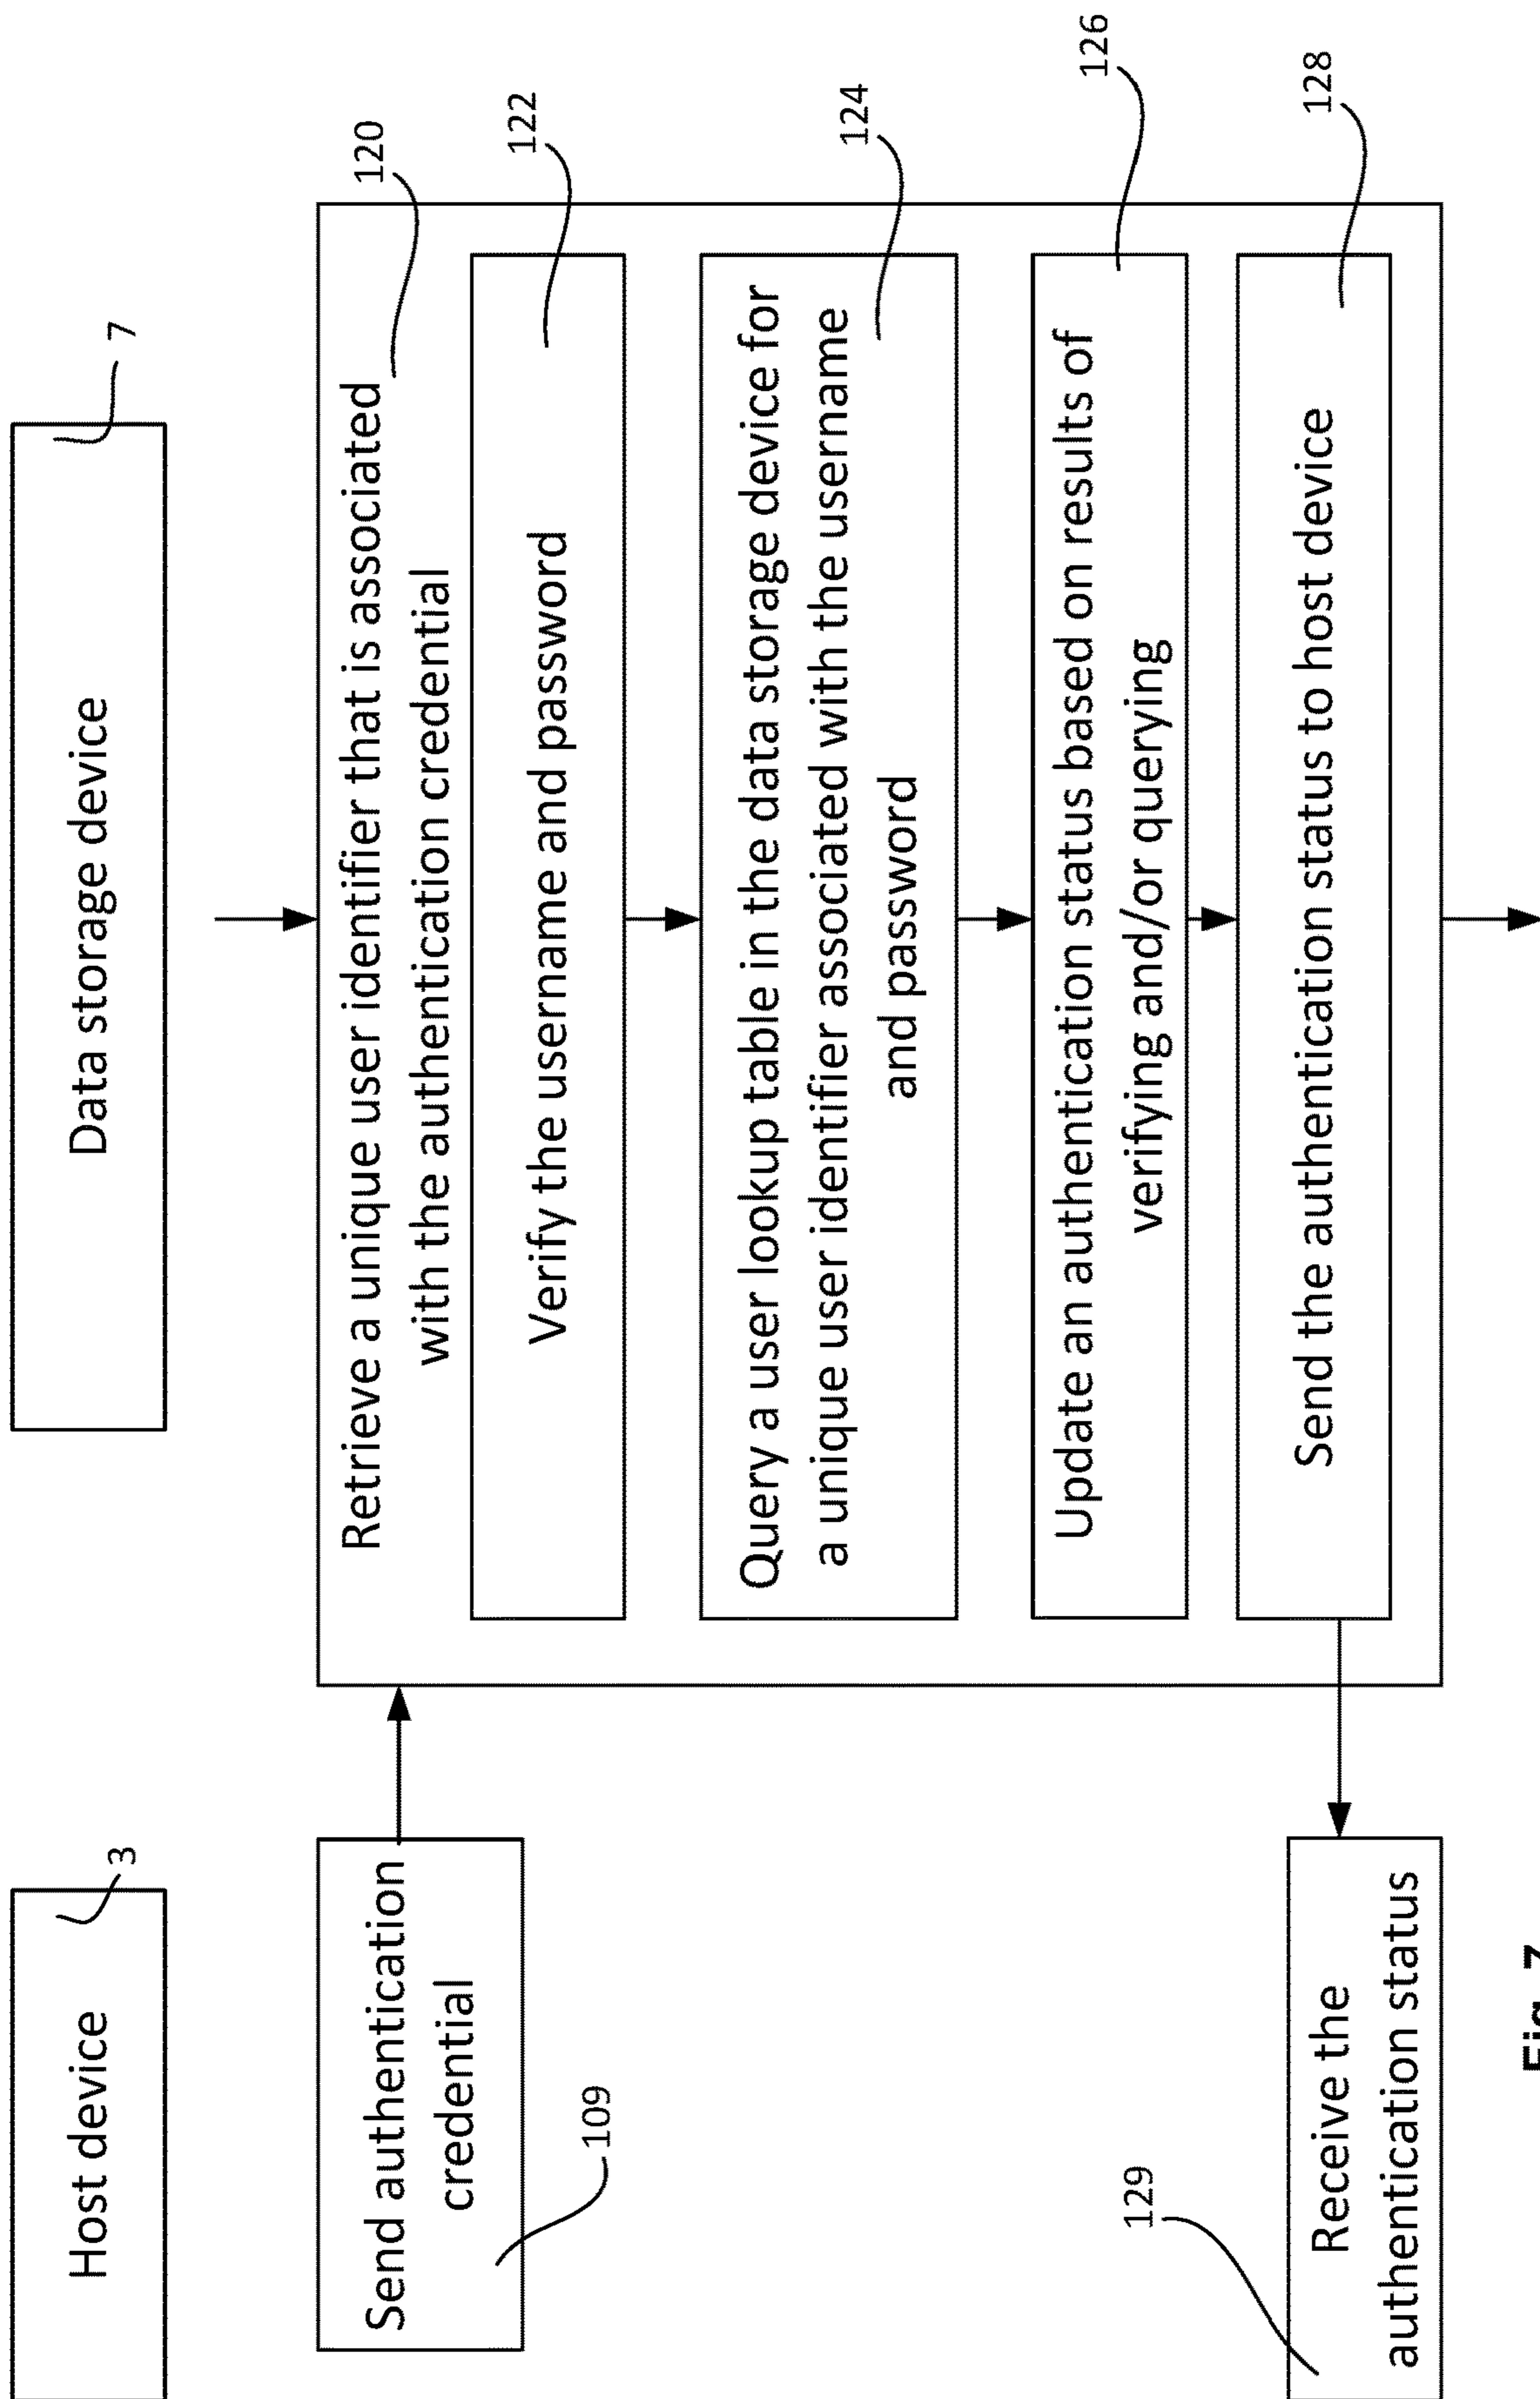 Host device
3
Data storage device
7
Send authentication
credential
109
Retrieve a unique user identifier that is associated
with the authentication credential
120
Verify the username and password
122
Query a user lookup table in the data storage device for
a unique user identifier associated with the username
and password
124
Update an authentication status based on results of
verifying and/or querying
126
Send the authentication status to host device
128
Receive the
authentication status
129
Fig. 7